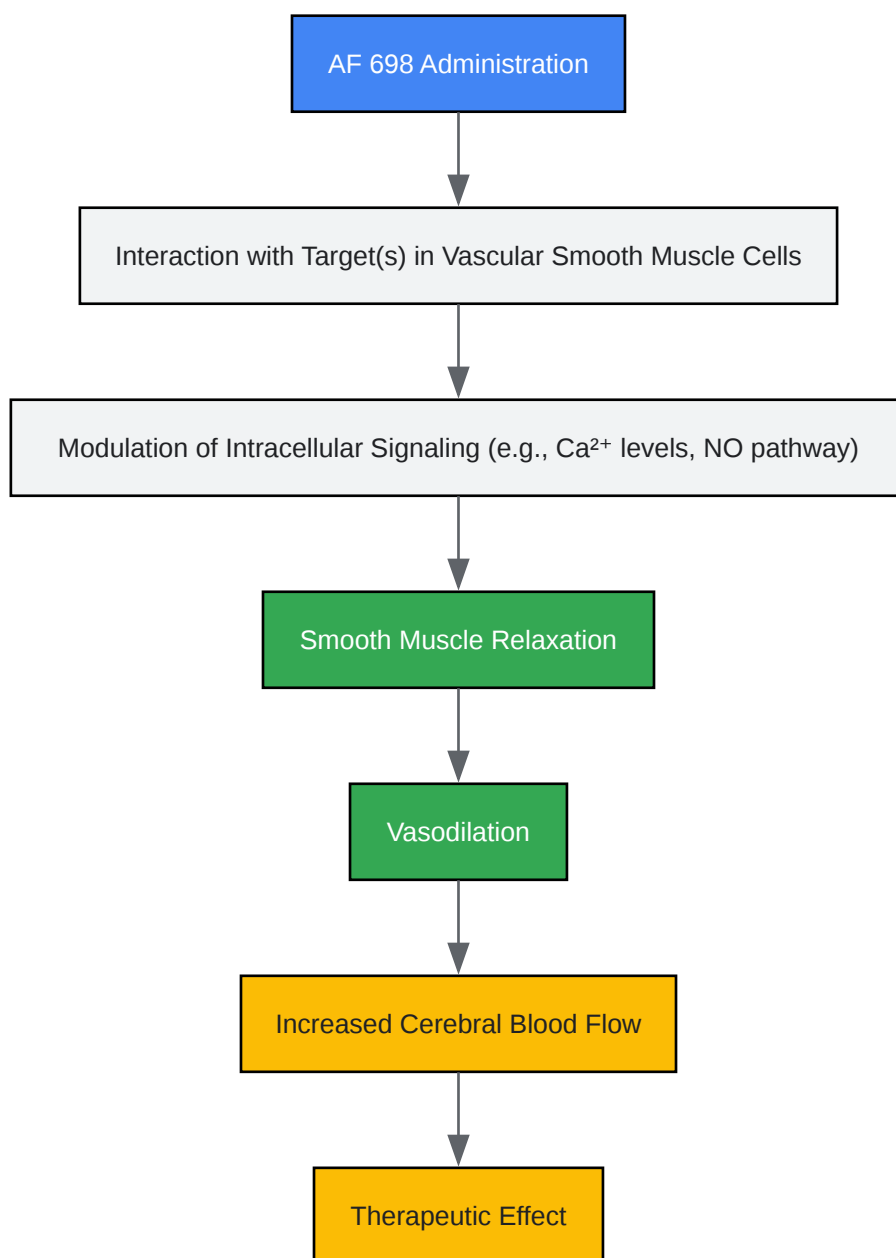 AF 698 Administration
Interaction with Target(s) in Vascular Smooth Muscle Cells
Modulation of Intracellular Signaling (e.g., Ca²⁺ levels, NO pathway)
Smooth Muscle Relaxation
Vasodilation
Increased Cerebral Blood Flow
Therapeutic Effect